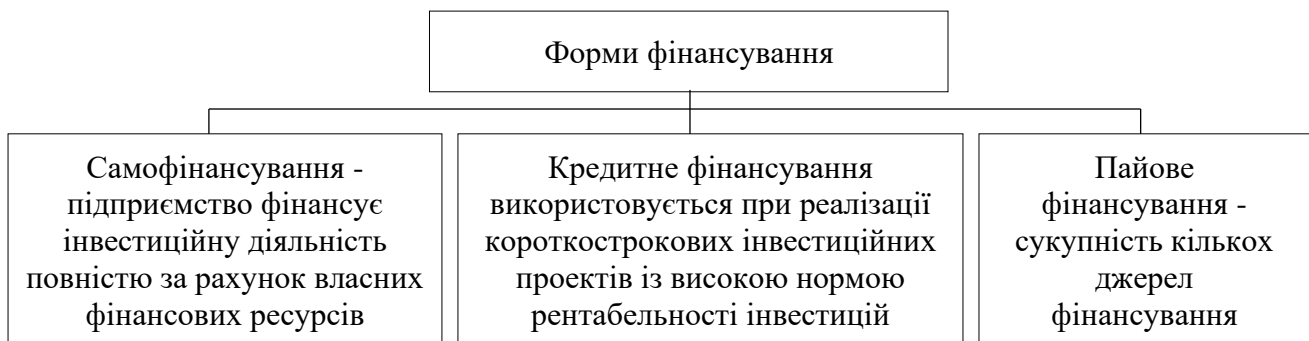 Форми фінансування
Самофінансування -
підприємство фінансує
інвестиційну діяльність
повністю за рахунок власних
фінансових ресурсів
Кредитне фінансування
використовується при реалізації
короткострокових інвестиційних
проектів із високою нормою
рентабельності інвестицій
Пайове
фінансування -
сукупність кількох
джерел
фінансування